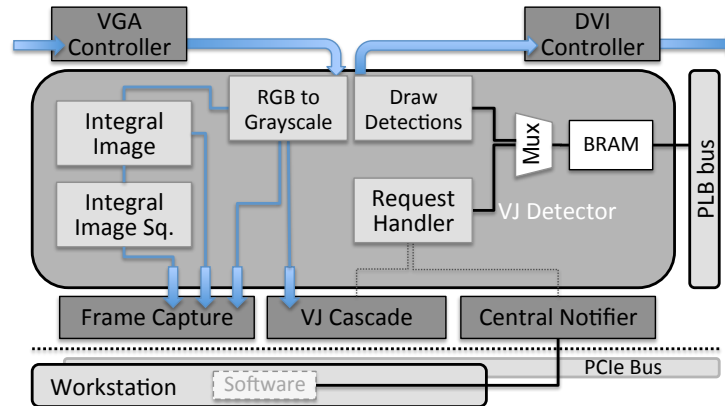 VGA
Controller
DVI
Controller
RGB to
Grayscale
Draw
Detections
Integral
Image
Mux
BRAM
PLB bus
Integral
Image Sq.
Request
Handler
VJ Detector
Frame Capture
VJ Cascade
Central Notifier
PCIe Bus
Workstation
Software